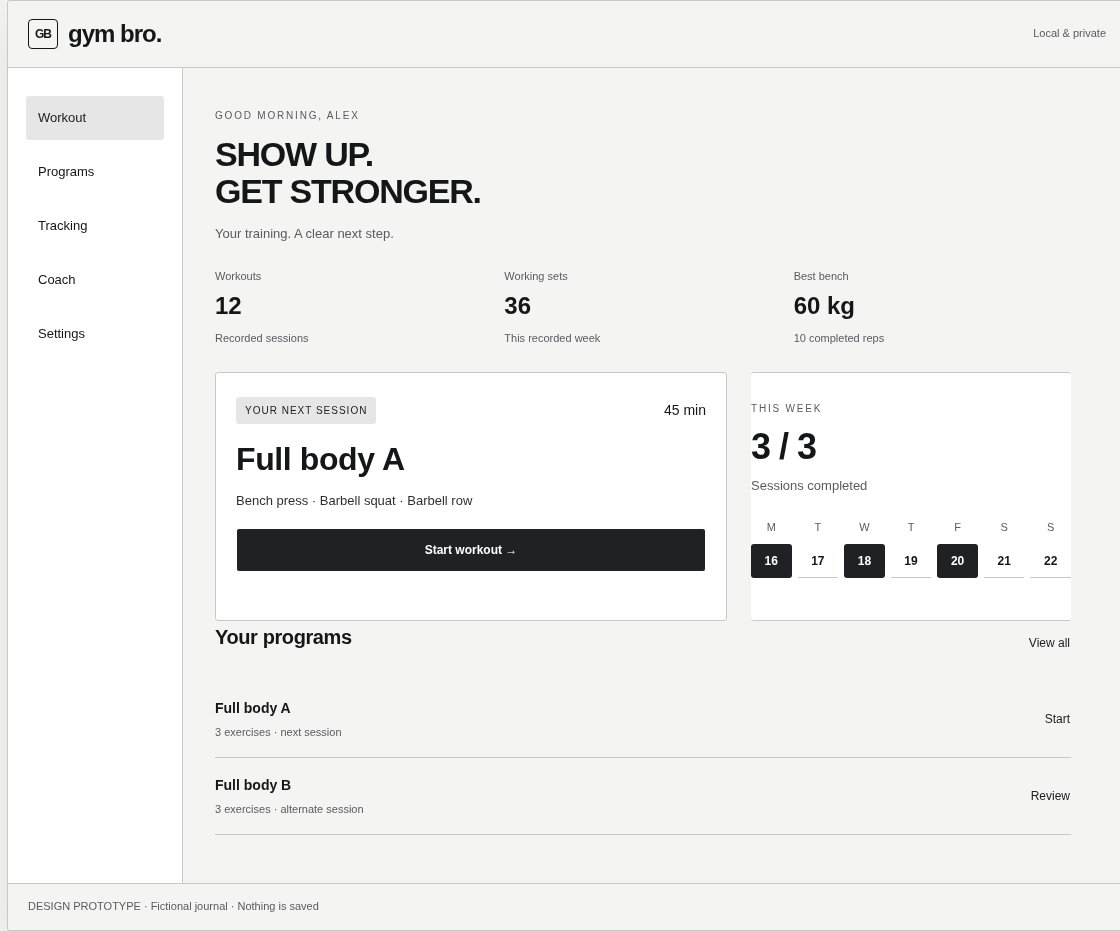 GB gym bro.
Local & private
Workout
Programs
Tracking
Coach
Settings
GOOD MORNING, ALEX
SHOW UP.
GET STRONGER.
Your training. A clear next step.
Workouts
12
Recorded sessions
Working sets
36
This recorded week
Best bench
60 kg
10 completed reps
YOUR NEXT SESSION
45 min
Full body A
Bench press · Barbell squat · Barbell row
Start workout →
THIS WEEK
3 / 3
Sessions completed
M T W T F S S
16 17 18 19 20 21 22
Your programs
View all
Full body A
3 exercises · next session
Start
Full body B
3 exercises · alternate session
Review
DESIGN PROTOTYPE · Fictional journal · Nothing is saved